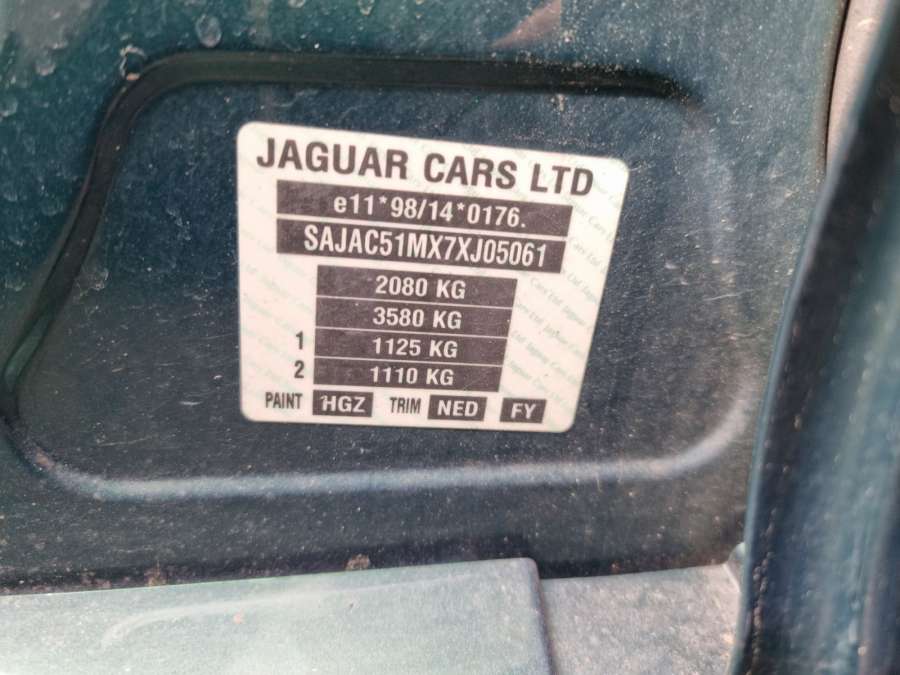 JAGUAR CARS LTD
e11*98/14*0176.
SAJAC51MX7XJ05061
2080 KG
3580 KG
1 1125 KG
2 1110 KG
PAINT HGZ TRIM NED FY